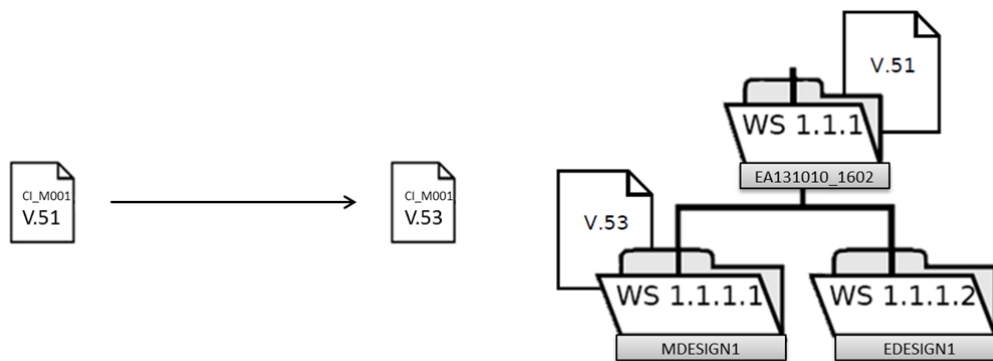 CI_M001
V.51
CI_M001
V.53
V.51
WS 1.1.1
EA131010_1602
V.53
WS 1.1.1.1
MDESIGN1
WS 1.1.1.2
EDESIGN1